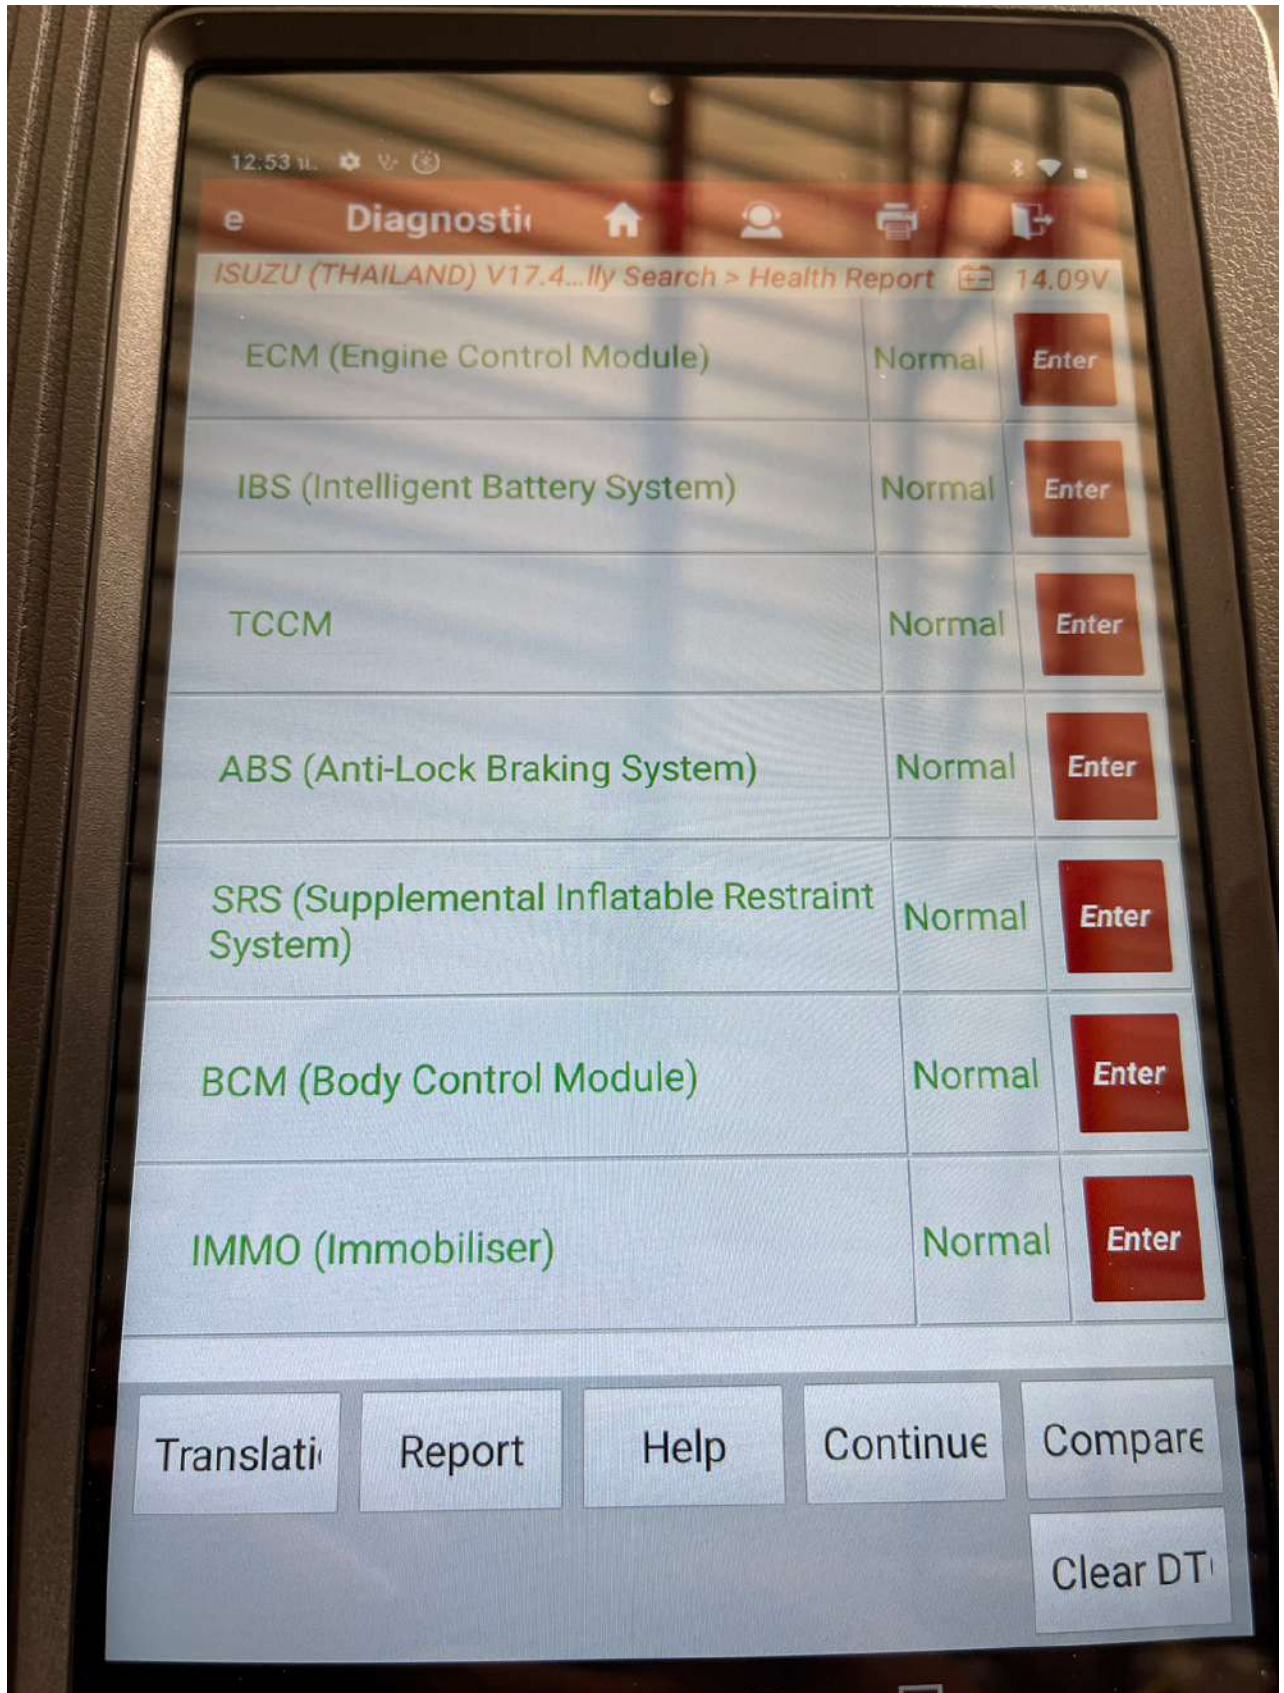 12:53 น.
e Diagnosti
ISUZU (THAILAND) V17.4...lly Search > Health Report 14.09V
ECM (Engine Control Module) Normal Enter
IBS (Intelligent Battery System) Normal Enter
TCCM Normal Enter
ABS (Anti-Lock Braking System) Normal Enter
SRS (Supplemental Inflatable Restraint
System) Normal Enter
BCM (Body Control Module) Normal Enter
IMMO (Immobiliser) Normal Enter
Translati Report Help Continue Compare
Clear DT